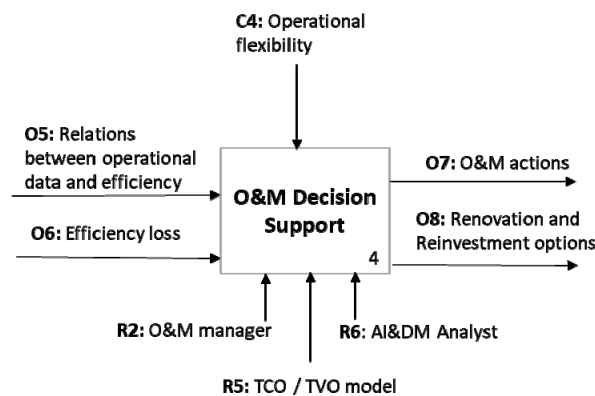 C4: Operational
flexibility
O5: Relations
between operational
data and efficiency
O6: Efficiency loss
O&M Decision
Support
4
O7: O&M actions
O8: Renovation and
Reinvestment options
R2: O&M manager
R6: AI&DM Analyst
R5: TCO / TVO model